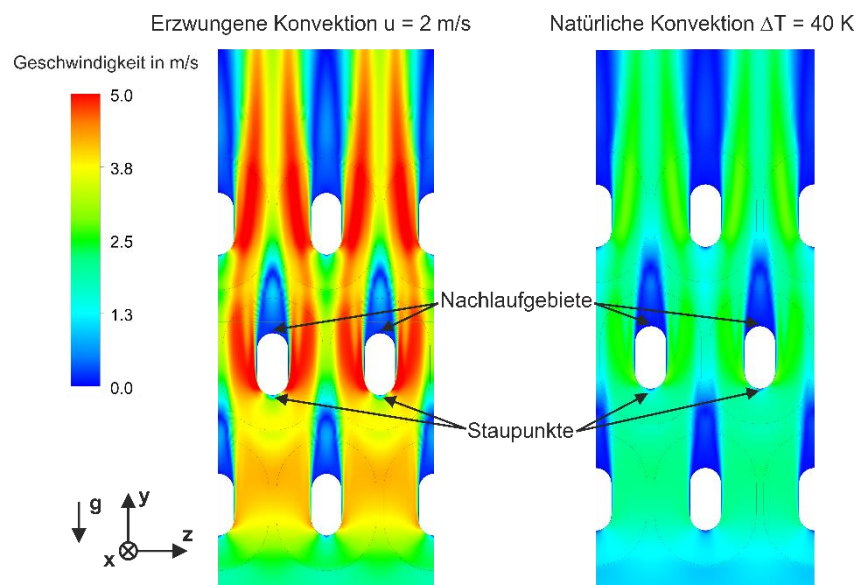 Erzwungene Konvektion u = 2 m/s
Natürliche Konvektion ΔT = 40 K
Geschwindigkeit in m/s
5.0
3.8
2.5
1.3
0.0
Nachlaufgebiete
Staupunkte
g
y
z
x